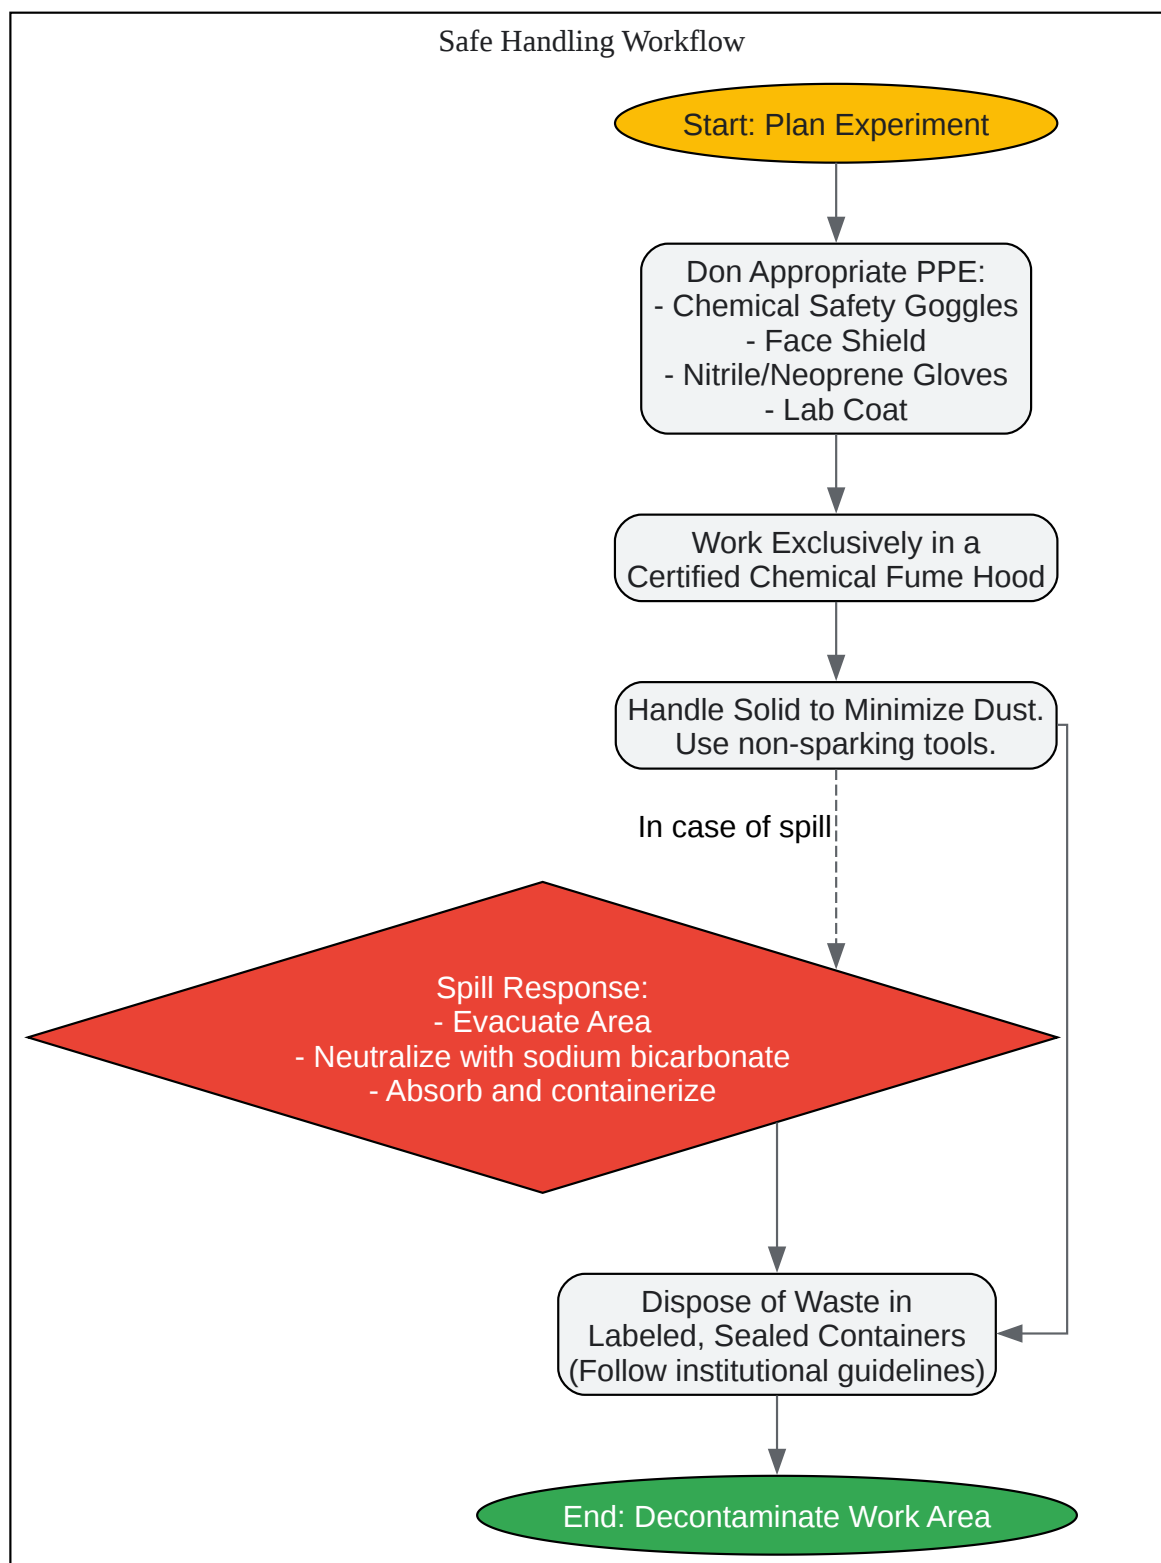 Safe Handling Workflow
Start: Plan Experiment
Don Appropriate PPE:
- Chemical Safety Goggles
- Face Shield
- Nitrile/Neoprene Gloves
- Lab Coat
Work Exclusively in a
Certified Chemical Fume Hood
Handle Solid to Minimize Dust.
Use non-sparking tools.
In case of spill
Spill Response:
- Evacuate Area
- Neutralize with sodium bicarbonate
- Absorb and containerize
Dispose of Waste in
Labeled, Sealed Containers
(Follow institutional guidelines)
End: Decontaminate Work Area